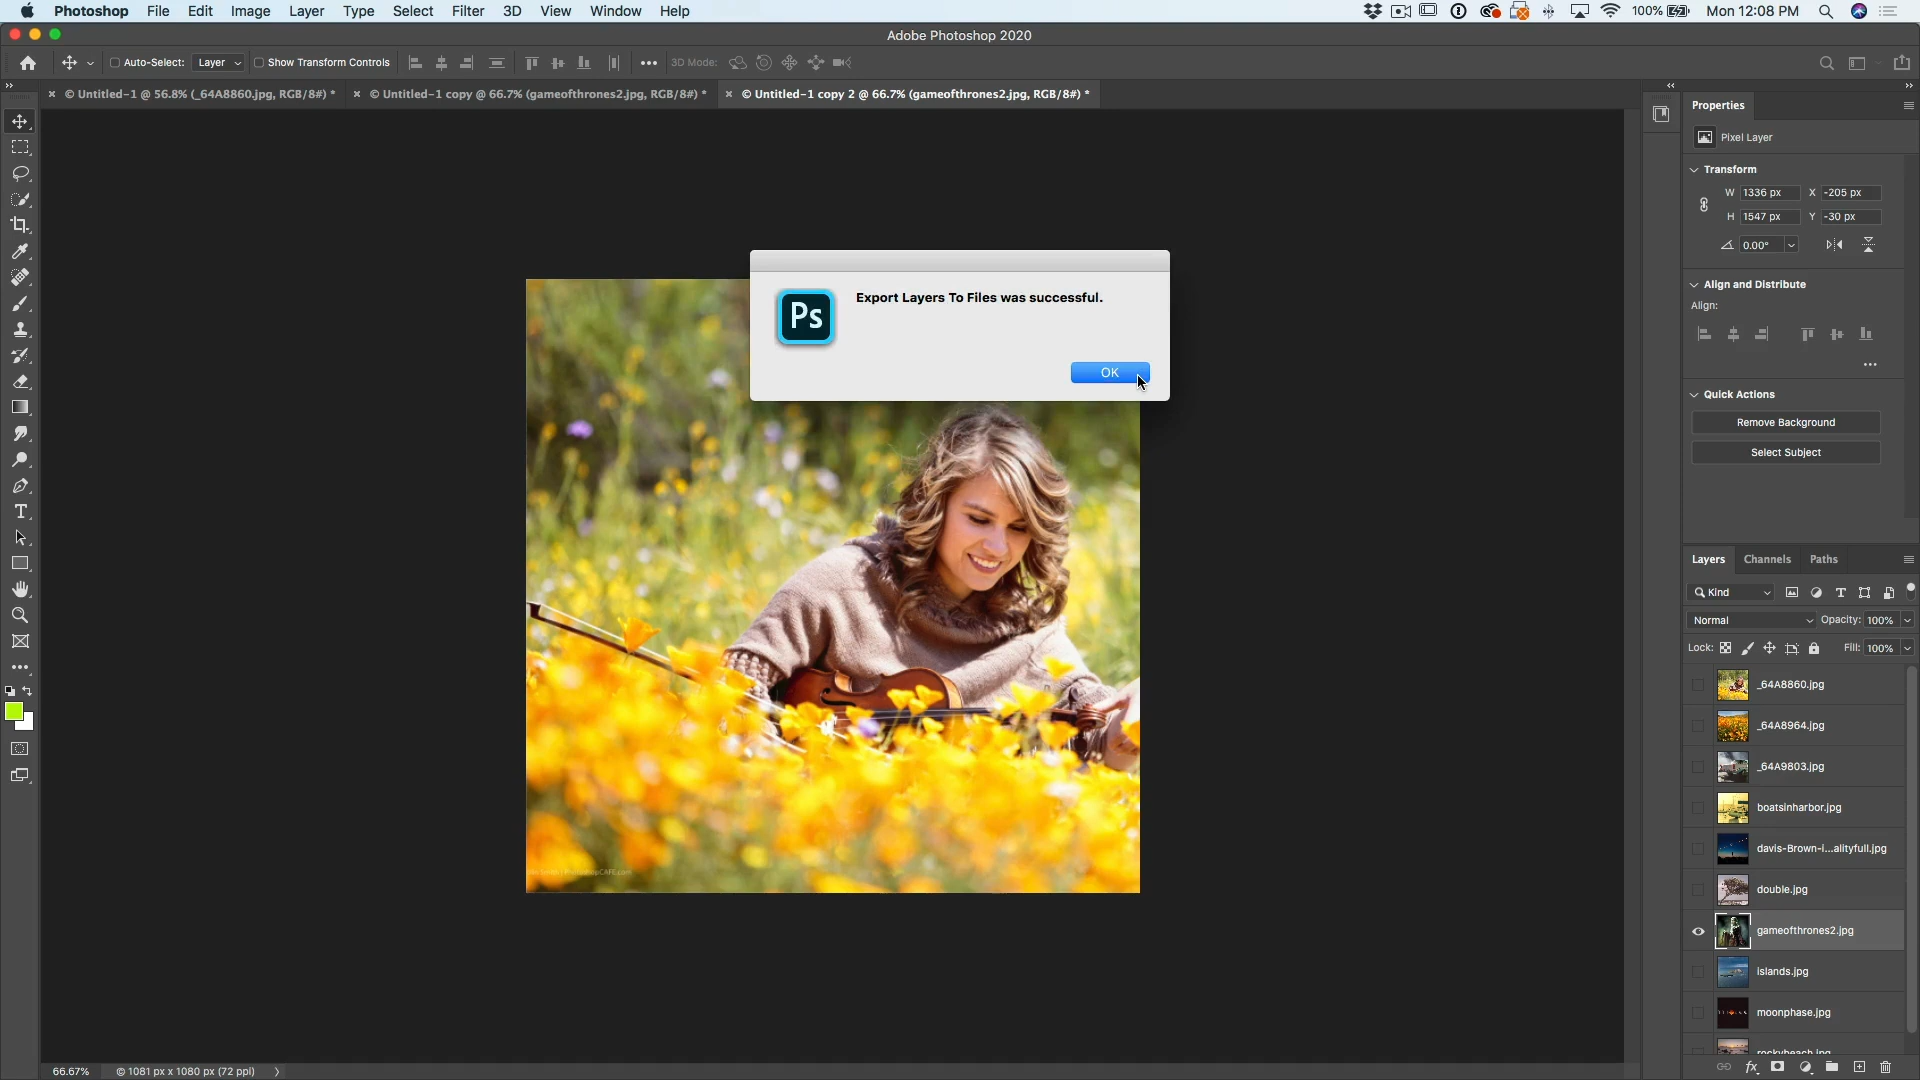 Photoshop File Edit Image Layer Type Select Filter 3D View Window Help 100% Mon 12:08 PM
Adobe Photoshop 2020
Auto-Select: Layer Show Transform Controls 3D Mode:
© Untitled-1 @ 56.8% (_64A8860.jpg, RGB/8#) * © Untitled-1 copy @ 66.7% (gameofthrones2.jpg, RGB/8#) * © Untitled-1 copy 2 @ 66.7% (gameofthrones2.jpg, RGB/8#) *
Properties
Pixel Layer
Transform
W 1336 px X -205 px
H 1547 px Y -30 px
0.00°
Align and Distribute
Align:
Quick Actions
Remove Background
Select Subject
Ps
Export Layers To Files was successful.
OK
Layers Channels Paths
Kind
Normal Opacity: 100%
Lock: Fill: 100%
_64A8860.jpg
_64A8964.jpg
_64A9803.jpg
boatsinharbor.jpg
davis-Brown-i...alityfull.jpg
double.jpg
gameofthrones2.jpg
islands.jpg
moonphase.jpg
rockybeach.jpg
66.67% © 1081 px x 1080 px (72 ppi)